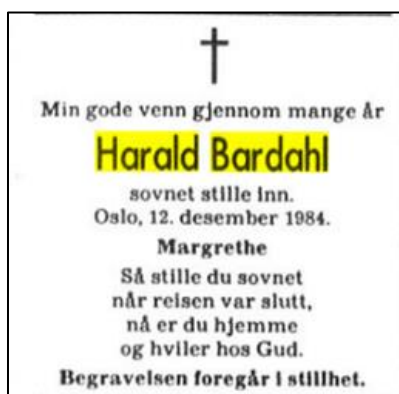 Min gode venn gjennom mange år
Harald Bardahl
sovnet stille inn.
Oslo, 12. desember 1984.
Margrethe
Så stille du sovnet
når reisen var slutt,
nå er du hjemme
og hviler hos Gud.
Begravelsen foregår i stillhet.